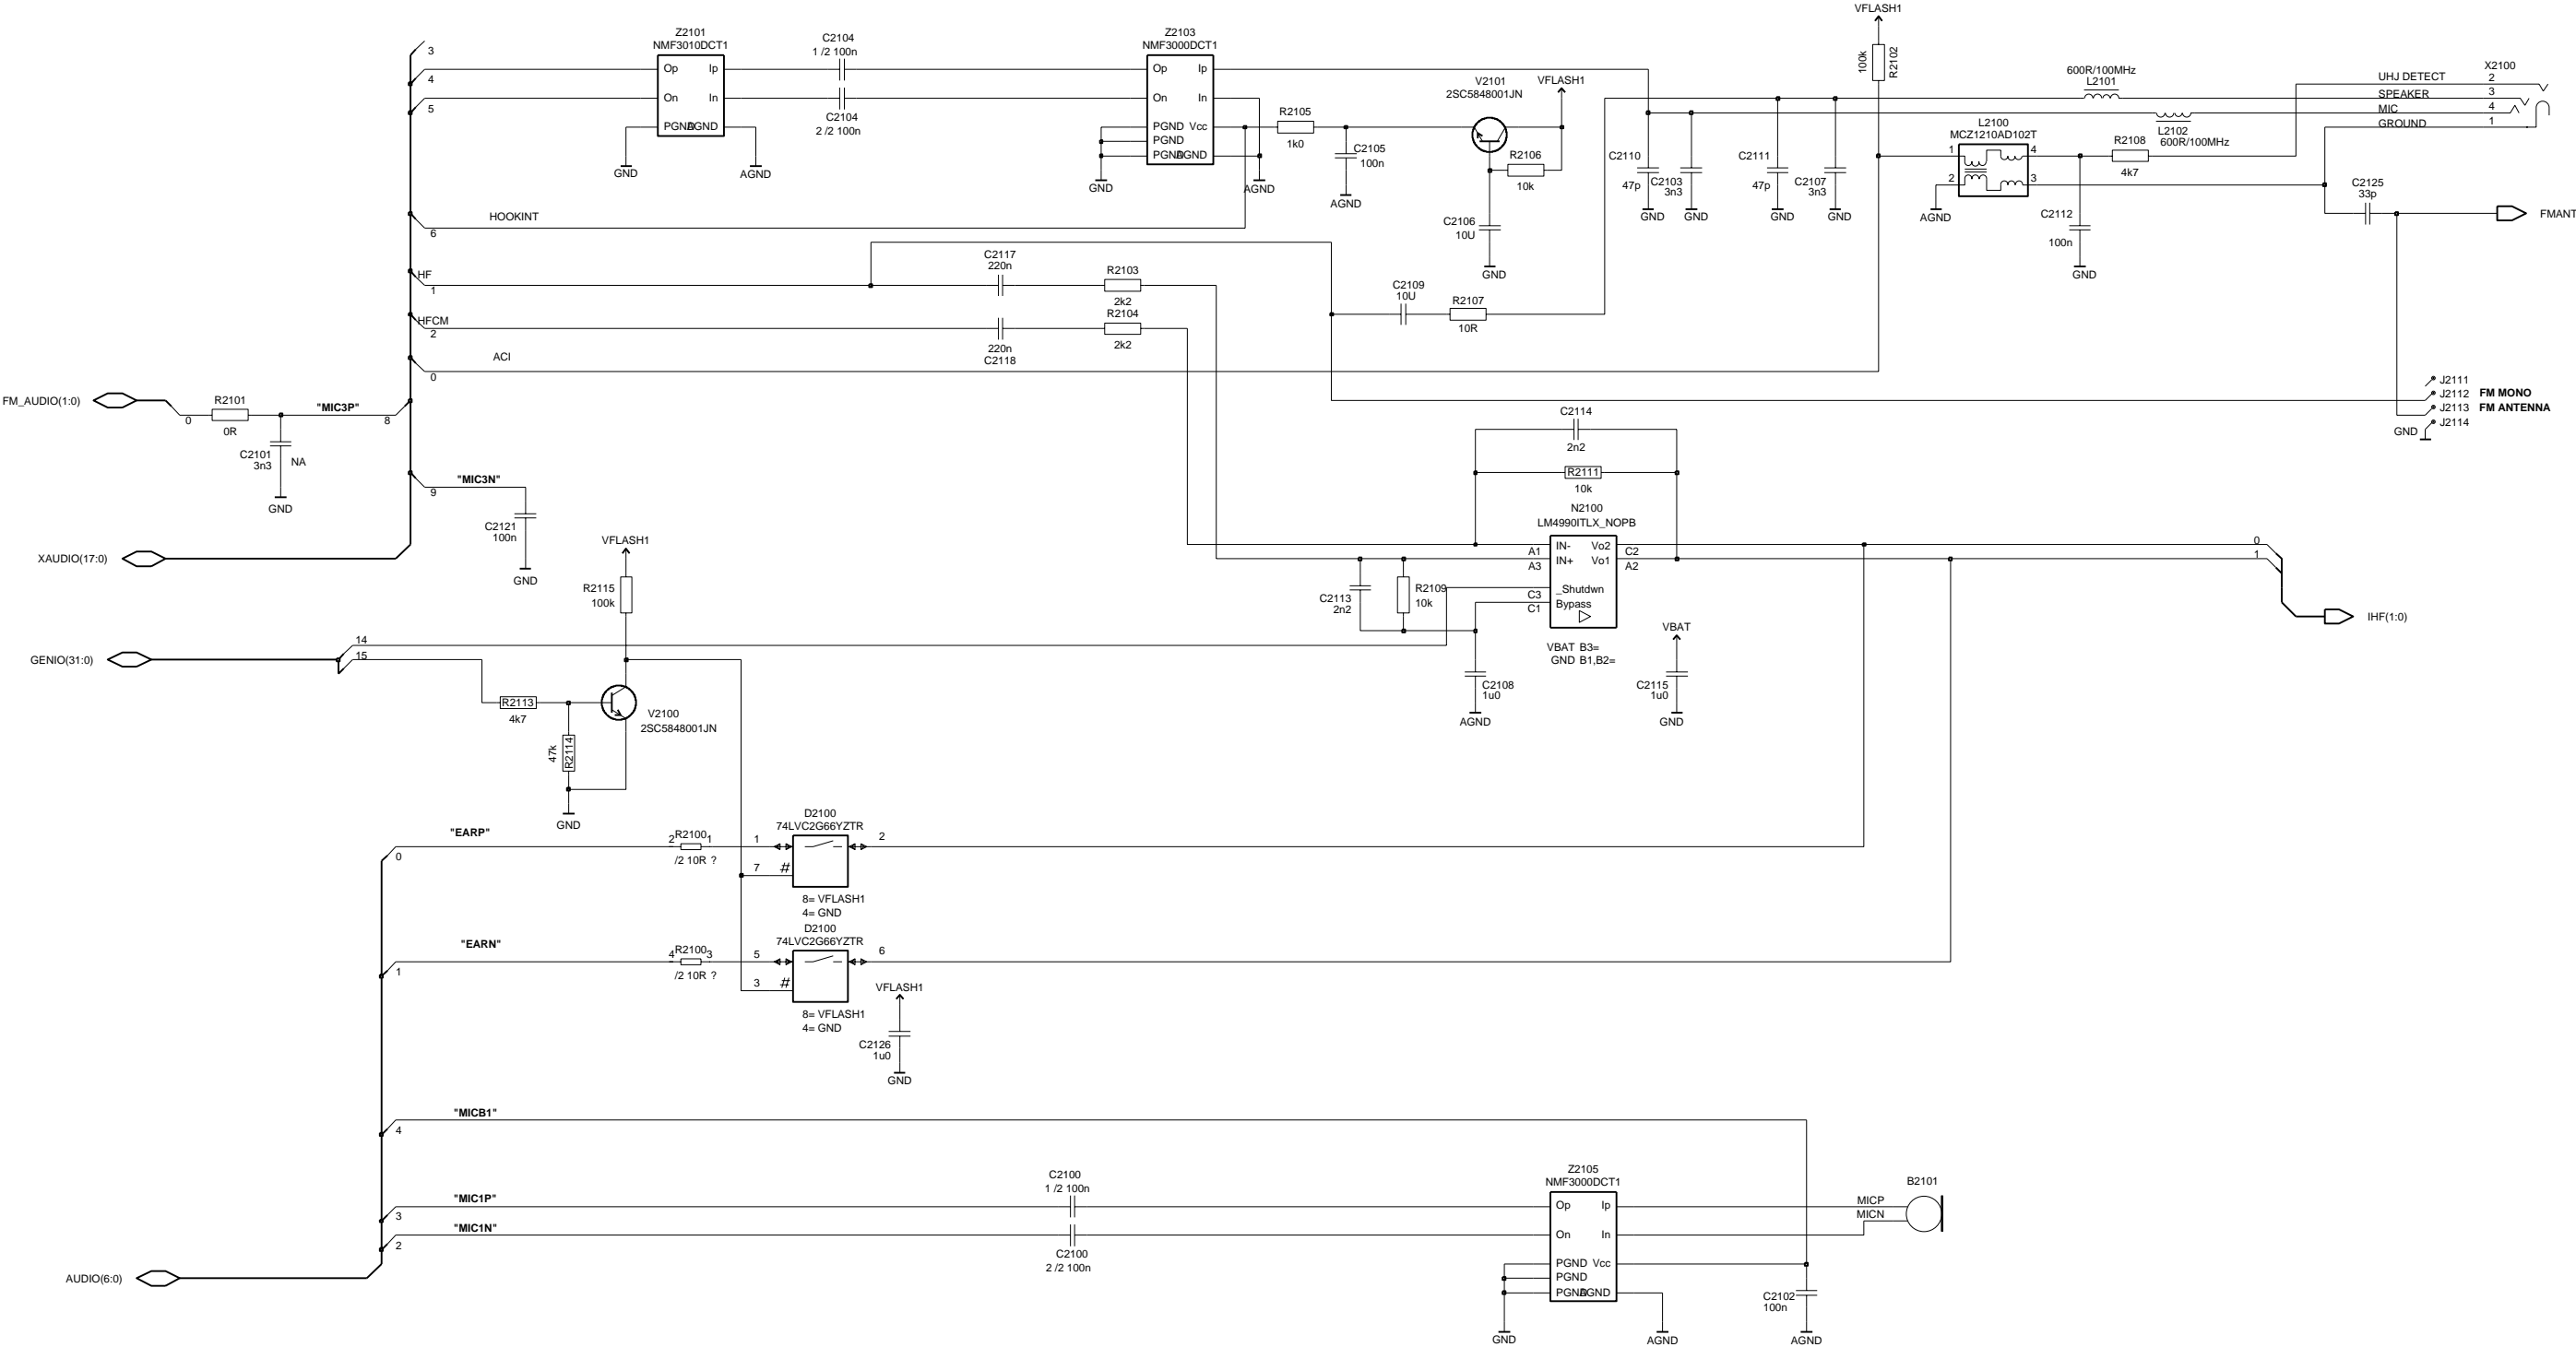 VFLASH1
100k
R2102
3
4
5
Z2101
NMF3010DCT1
Op Ip
On In
PGND AGND
GND
AGND
C2104
1 /2 100n
C2104
2 /2 100n
Z2103
NMF3000DCT1
Op Ip
On In
PGND Vcc
PGND
PGND AGND
GND
AGND
R2105
1k0
C2105
100n
AGND
V2101
2SC5848001JN
VFLASH1
R2106
10k
C2106
10U
GND
C2110
47p
GND
C2103
3n3
GND
C2111
47p
GND
C2107
3n3
GND
600R/100MHz
L2101
L2102
600R/100MHz
L2100
MCZ1210AD102T
1 4
2 3
AGND
R2108
4k7
C2112
100n
GND
X2100
UHJ DETECT 2
SPEAKER 3
MIC 4
GROUND 1
C2125
33p
FMANT
HOOKINT
6
HF
1
C2117
220n
R2103
2k2
HFCM
2
R2104
2k2
220n
C2118
C2109
10U
R2107
10R
ACI
0
FM_AUDIO(1:0)
0
R2101
0R
"MIC3P"
8
C2101
3n3
NA
GND
"MIC3N"
9
C2121
100n
GND
XAUDIO(17:0)
J2111
J2112 FM MONO
J2113 FM ANTENNA
GND J2114
C2114
2n2
R2111
10k
N2100
LM4990ITLX_NOPB
A1 IN- Vo2 C2
A3 IN+ Vo1 A2
_Shutdwn
C3
C1 Bypass
VBAT B3=
GND B1,B2=
C2113
2n2
R2109
10k
C2108
1u0
AGND
VBAT
C2115
1u0
GND
0
1
IHF(1:0)
VFLASH1
R2115
100k
GENIO(31:0)
14
15
R2113
4k7
47k
R2114
GND
V2100
2SC5848001JN
"EARP"
0
2 R2100 1
/2 10R ?
D2100
74LVC2G66YZTR
1 2
7 #
8= VFLASH1
4= GND
"EARN"
1
4 R2100 3
/2 10R ?
D2100
74LVC2G66YZTR
5 6
3 #
8= VFLASH1
4= GND
VFLASH1
C2126
1u0
GND
"MICB1"
4
"MIC1P"
3
"MIC1N"
2
AUDIO(6:0)
C2100
1 /2 100n
C2100
2 /2 100n
Z2105
NMF3000DCT1
Op Ip
On In
PGND Vcc
PGND
PGND AGND
GND
AGND
MICP
MICN
B2101
C2102
100n
AGND